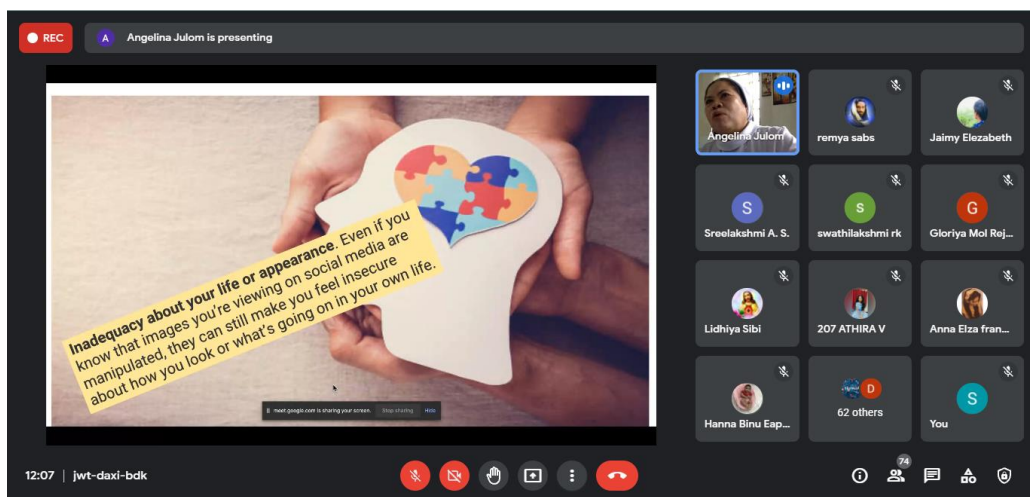 REC
A
Angelina Julom is presenting
Inadequacy about your life or appearance. Even if you
know that images you're viewing on social media are
manipulated, they can still make you feel insecure
about how you look or what's going on in your own life.
meet.google.com is sharing your screen.
Stop sharing
Hide
Angelina Julom
remya sabs
Jaimy Elezabeth
S
Sreelakshmi A. S.
s
swathilakshmi rk
G
Gloriya Mol Rej...
Lidhiya Sibi
207 ATHIRA V
Anna Elza fran...
Hanna Binu Eap...
D
62 others
S
You
12:07 | jwt-daxi-bdk
74